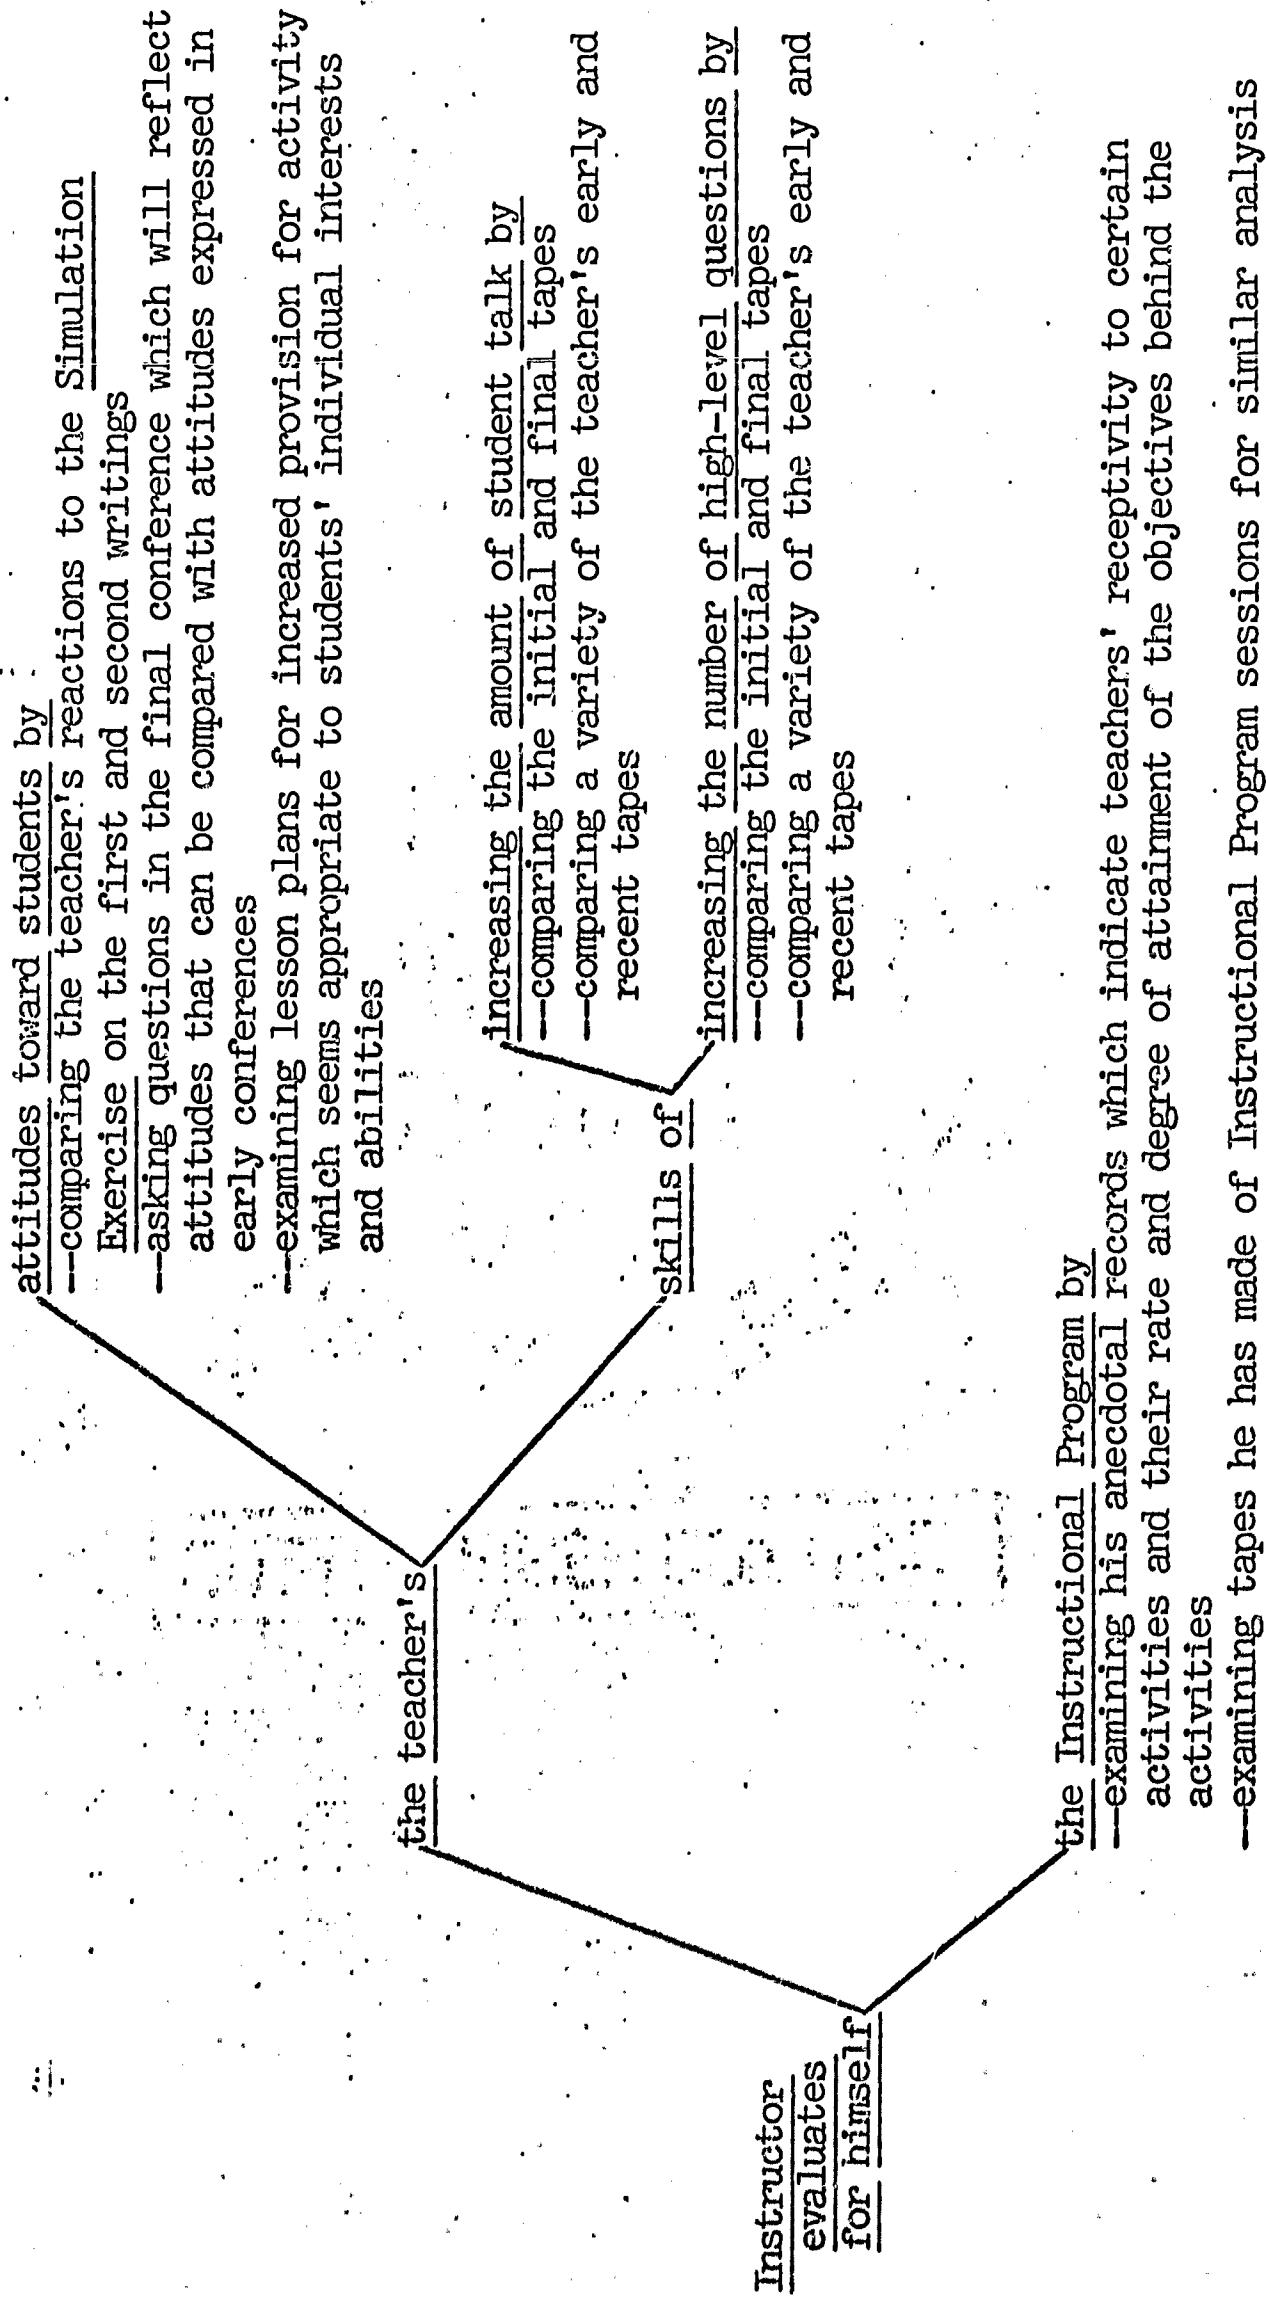 Instructor
evaluates
for himself
the teacher's
attitudes toward students by
--comparing the teacher's reactions to the Simulation
Exercise on the first and second writings
--asking questions in the final conference which will reflect
attitudes that can be compared with attitudes expressed in
early conferences
--examining lesson plans for increased provision for activity
which seems appropriate to students' individual interests
and abilities
skills of
increasing the amount of student talk by
--comparing the initial and final tapes
--comparing a variety of the teacher's early and
recent tapes
increasing the number of high-level questions by
--comparing the initial and final tapes
--comparing a variety of the teacher's early and
recent tapes
the Instructional Program by
--examining his anecdotal records which indicate teachers' receptivity to certain
activities and their rate and degree of attainment of the objectives behind the
activities
--examining tapes he has made of Instructional Program sessions for similar analysis